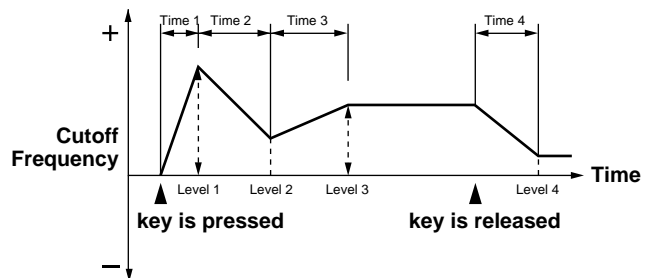 Time 1 Time 2 Time 3 Time 4
+
Cutoff
Frequency
Time
Level 1 Level 2 Level 3 Level 4
key is pressed key is released
–